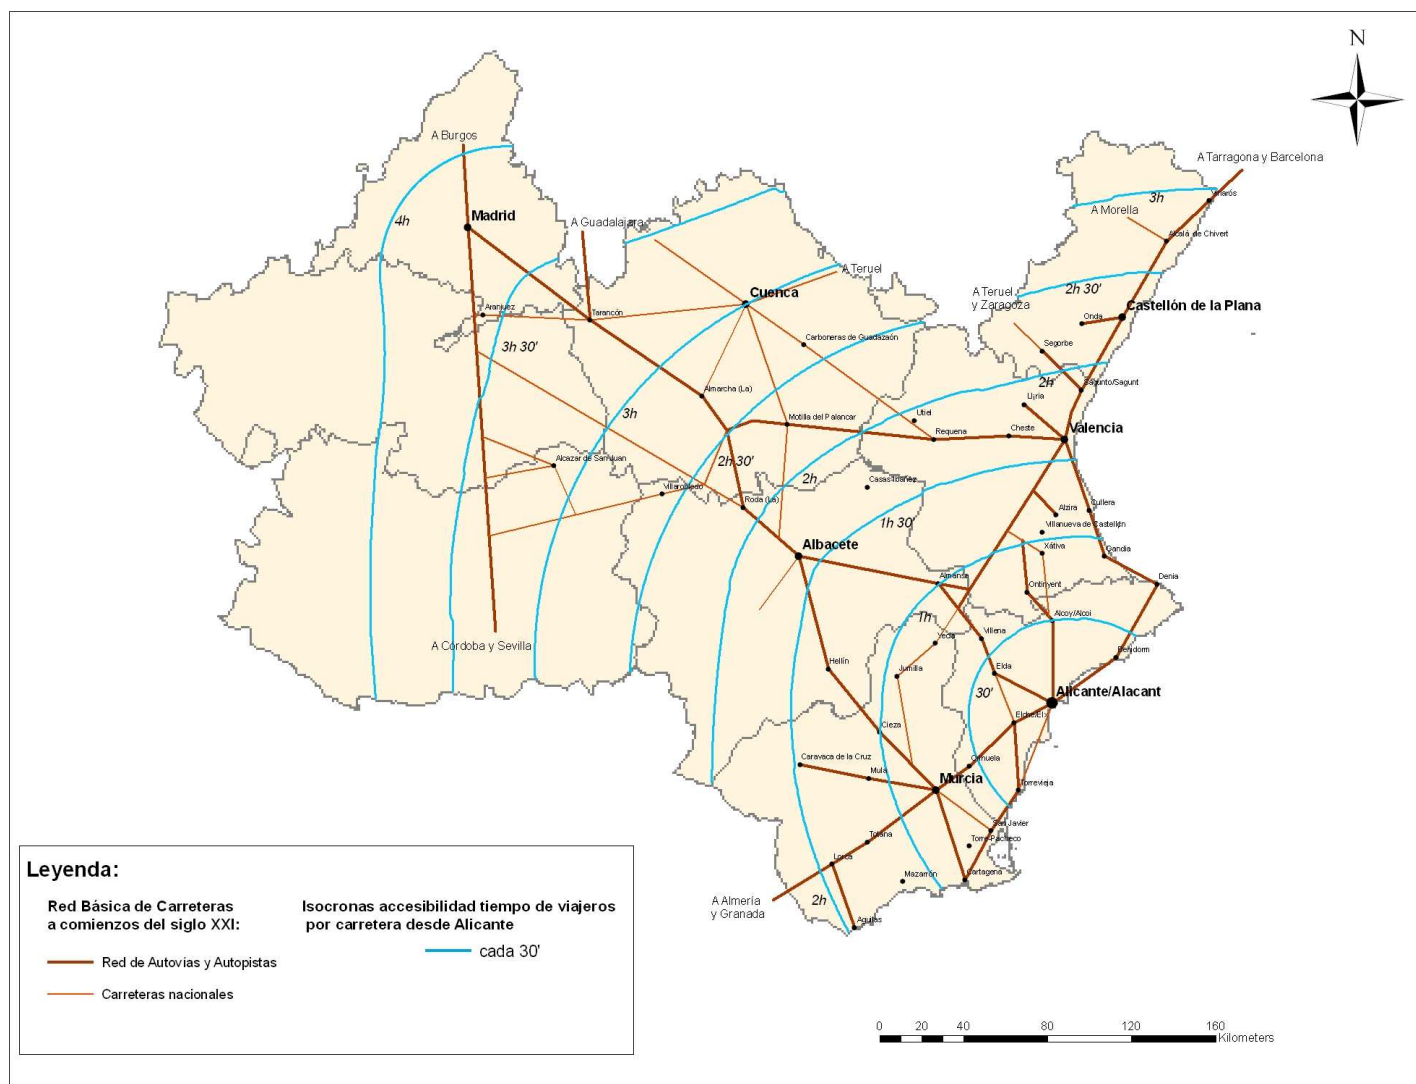 N
A Burgos
A Tarragona y Barcelona
Vinarós
3h
A Morella
4h
Madrid
A Guadalajara
Alcalá de Chivert
A Teruel
2h 30'
A Teruel
y Zaragoza
Cuenca
Castellón de la Plana
Aranjuez
Tarancón
Onda
3h 30'
Carboneras de Guadazaón
Segorbe
2h
Sagunto/Sagunt
Almarcha (La)
Lliria
3h
Motilla del Palancar
Utiel
Requena
Cheste
Valencia
2h 30'
Alcazar de San Juan
2h
Casas-Ibáñez
Villarrobledo
Roda (La)
1h 30'
Alzira
Cullera
Villanueva de Castellón
Albacete
Xátiva
Gandia
Almansa
Denia
Ontinyent
1h
Alcoy/Alcoi
Villena
Yecla
A Córdoba y Sevilla
Benidorm
Hellín
Jumilla
Elda
30'
Alicante/Alacant
Elche/Elx
Cieza
Caravaca de la Cruz
Orihuela
Mula
Murcia
Torrevieja
San Javier
Totana
Torre-Pacheco
Lorca
Mazarrón
Cartagena
A Almería
y Granada
2h
Aguilas
Leyenda:
Red Básica de Carreteras
a comienzos del siglo XXI:
Isocronas accesibilidad tiempo de viajeros
por carretera desde Alicante
cada 30'
Red de Autovías y Autopistas
Carreteras nacionales
0 20 40 80 120 160
Kilometers